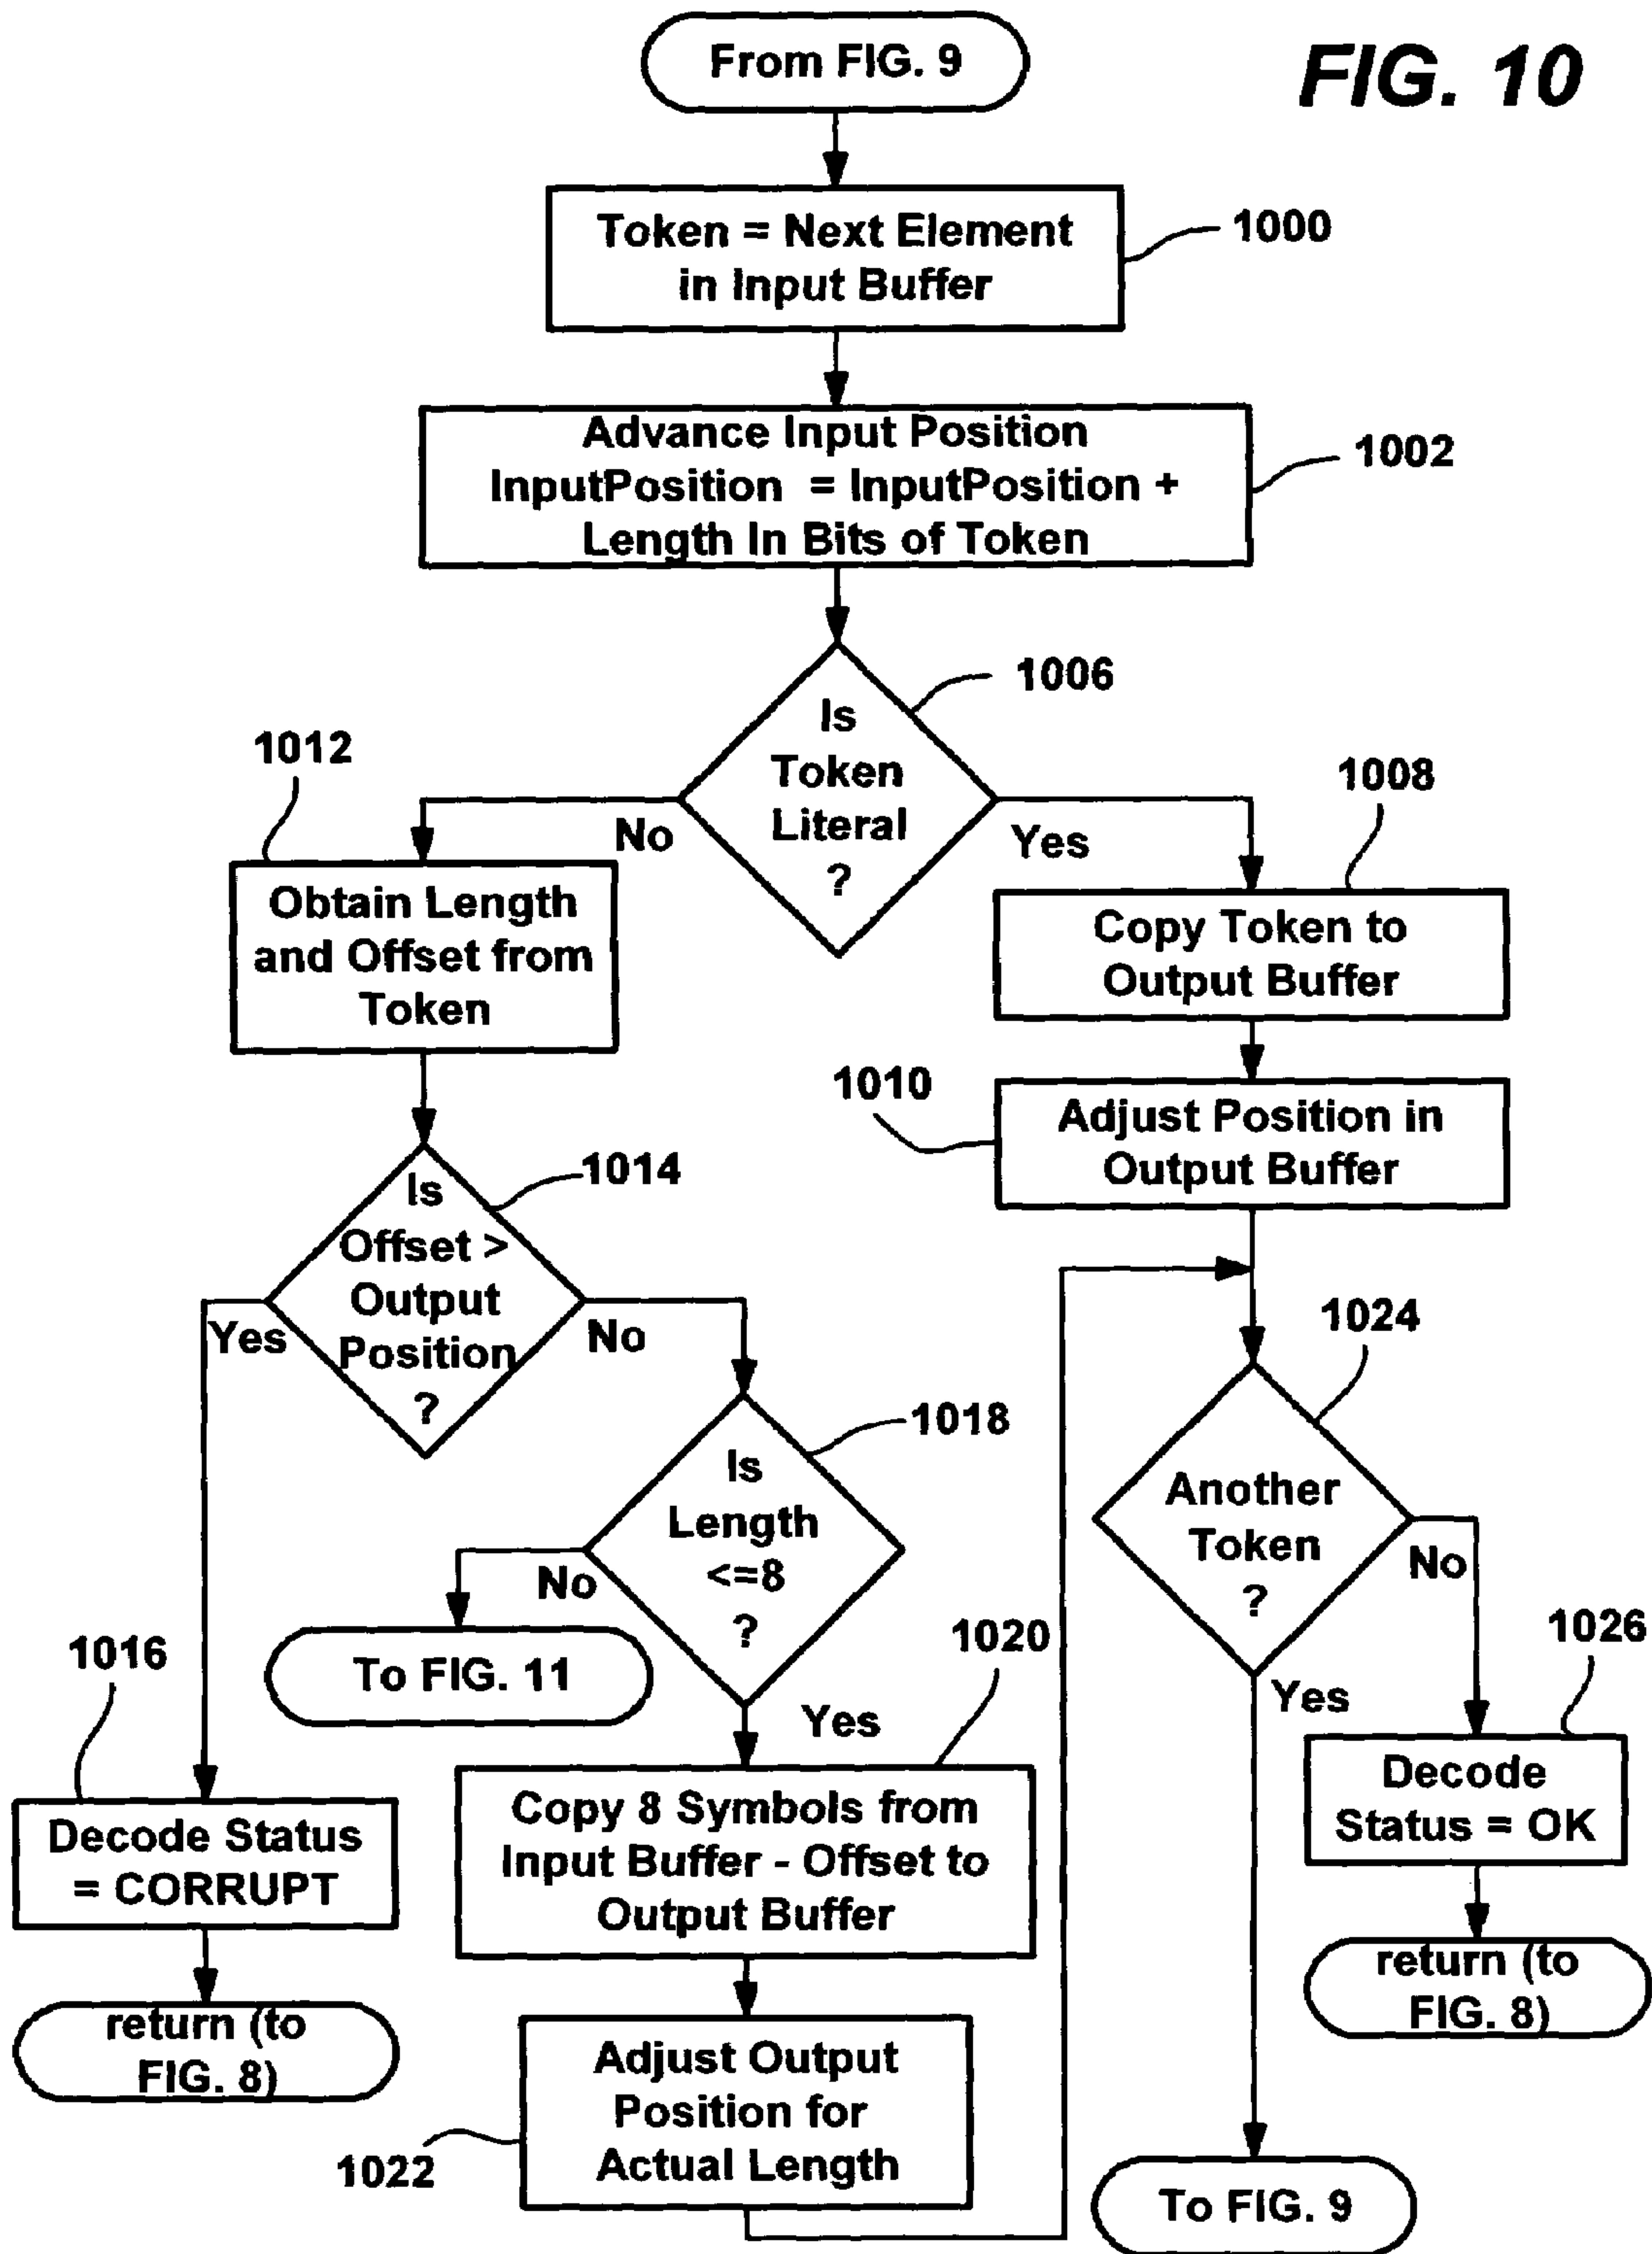 From FIG. 9
FIG. 10
Token = Next Element
in Input Buffer
1000
Advance Input Position
InputPosition = InputPosition +
Length In Bits of Token
1002
Is
Token
Literal
?
1006
No
Yes
1012
Obtain Length
and Offset from
Token
1008
Copy Token to
Output Buffer
1010
Adjust Position in
Output Buffer
Is
Offset >
Output
Position
?
1014
Yes
No
1018
Is
Length
<=8
?
No
Yes
To FIG. 11
1024
Another
Token
?
No
Yes
1016
Decode Status
= CORRUPT
return (to
FIG. 8)
1020
Copy 8 Symbols from
Input Buffer - Offset to
Output Buffer
1022
Adjust Output
Position for
Actual Length
1026
Decode
Status = OK
return (to
FIG. 8)
To FIG. 9